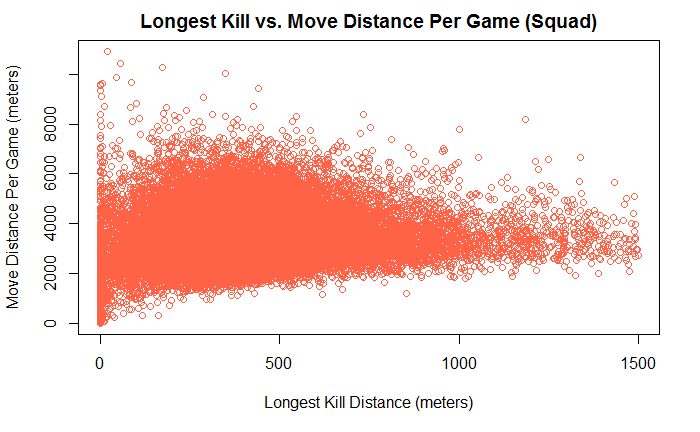 Longest Kill vs. Move Distance Per Game (Squad)
Move Distance Per Game (meters)
8000
6000
4000
2000
0
0 500 1000 1500
Longest Kill Distance (meters)